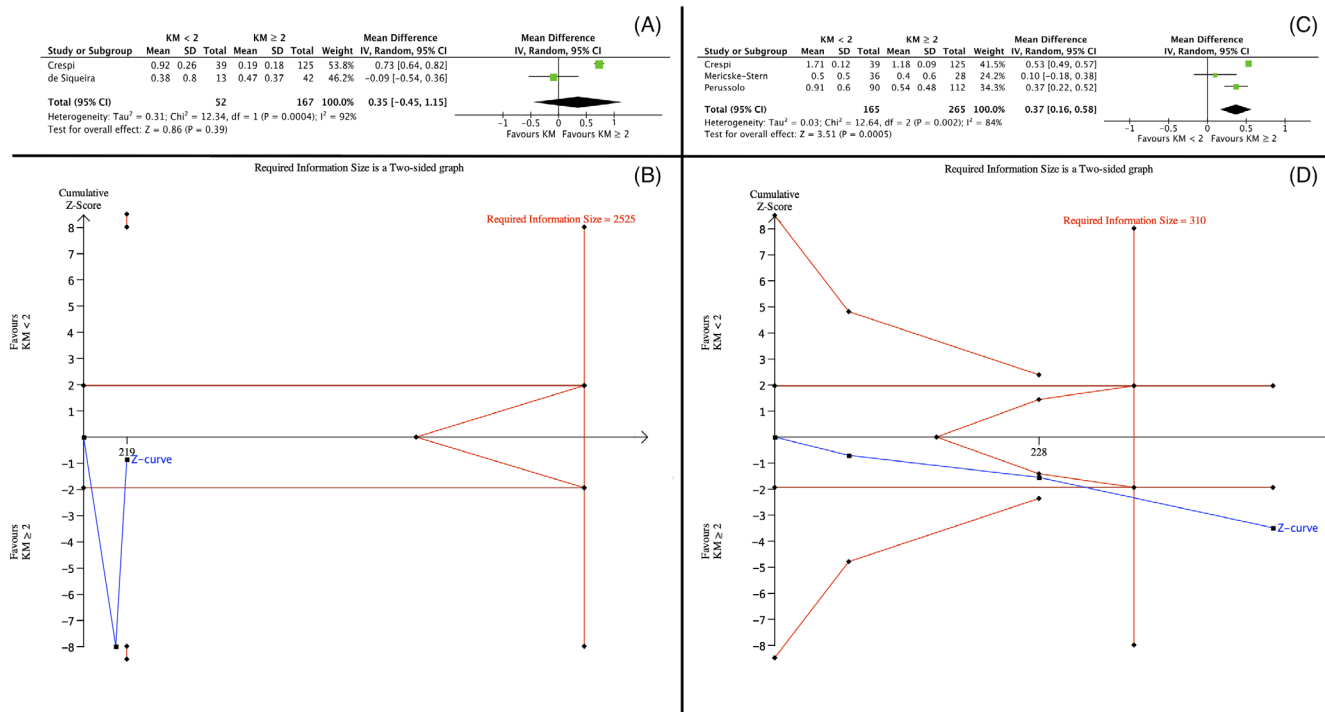 (A)
KM < 2 KM ≥ 2 Mean Difference Mean Difference
Study or Subgroup Mean SD Total Mean SD Total Weight IV, Random, 95% CI IV, Random, 95% CI
Crespi 0.92 0.26 39 0.19 0.18 125 53.8% 0.73 [0.64, 0.82]
de Siqueira 0.38 0.8 13 0.47 0.37 42 46.2% -0.09 [-0.54, 0.36]
Total (95% CI) 52 167 100.0% 0.35 [-0.45, 1.15]
Heterogeneity: Tau² = 0.31; Chi² = 12.34, df = 1 (P = 0.0004); I² = 92%
Test for overall effect: Z = 0.86 (P = 0.39)
-1 -0.5 0 0.5 1
Favours KM Favours KM ≥ 2
(C)
KM < 2 KM ≥ 2 Mean Difference Mean Difference
Study or Subgroup Mean SD Total Mean SD Total Weight IV, Random, 95% CI IV, Random, 95% CI
Crespi 1.71 0.12 39 1.18 0.09 125 41.5% 0.53 [0.49, 0.57]
Mericske-Stern 0.5 0.5 36 0.4 0.6 28 24.2% 0.10 [-0.18, 0.38]
Perussolo 0.91 0.6 90 0.54 0.48 112 34.3% 0.37 [0.22, 0.52]
Total (95% CI) 165 265 100.0% 0.37 [0.16, 0.58]
Heterogeneity: Tau² = 0.03; Chi² = 12.64, df = 2 (P = 0.002); I² = 84%
Test for overall effect: Z = 3.51 (P = 0.0005)
-1 -0.5 0 0.5 1
Favours KM < 2 Favours KM ≥ 2
Required Information Size is a Two-sided graph
(B)
Cumulative
Z-Score
Required Information Size = 2525
8
7
6
5
4
3
2
1
-1
-2
-3
-4
-5
-6
-7
-8
Favours
KM < 2
Favours
KM ≥ 2
219
Z-curve
Required Information Size is a Two-sided graph
(D)
Cumulative
Z-Score
Required Information Size = 310
8
7
6
5
4
3
2
1
-1
-2
-3
-4
-5
-6
-7
-8
Favours
KM < 2
Favours
KM ≥ 2
228
Z-curve